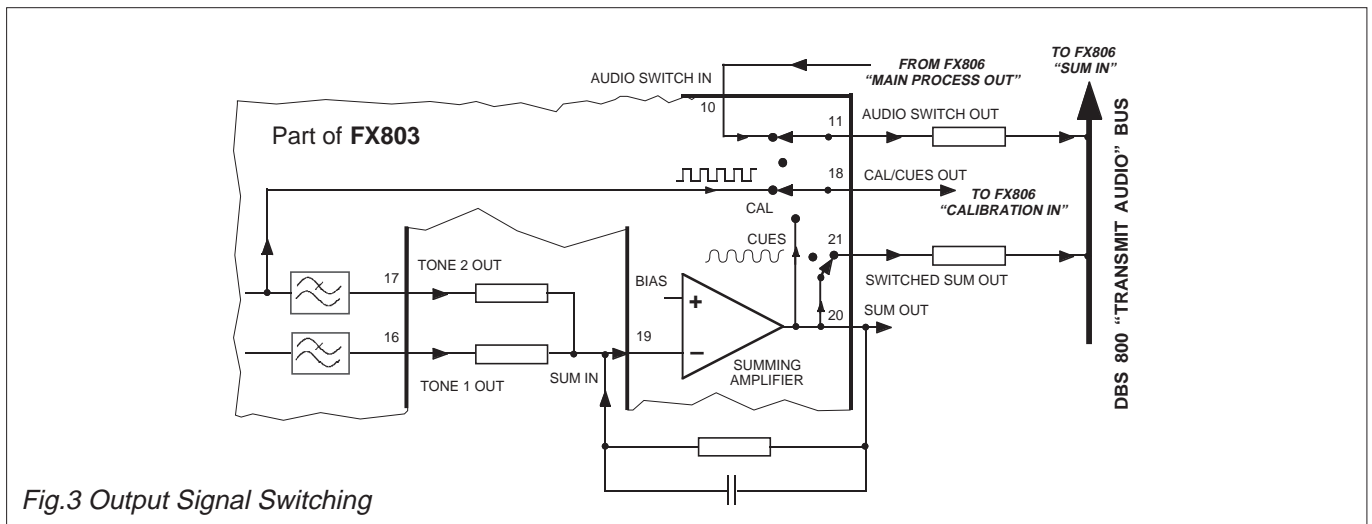 TO FX806
"SUM IN"
FROM FX806
"MAIN PROCESS OUT"
AUDIO SWITCH IN
10
11
AUDIO SWITCH OUT
Part of FX803
18
CAL/CUES OUT
TO FX806
"CALIBRATION IN"
CAL
CUES
21
SWITCHED SUM OUT
17
TONE 2 OUT
BIAS
+
20
SUM OUT
16
19
–
TONE 1 OUT
SUM IN
SUMMING
AMPLIFIER
DBS 800 "TRANSMIT AUDIO" BUS
Fig.3 Output Signal Switching